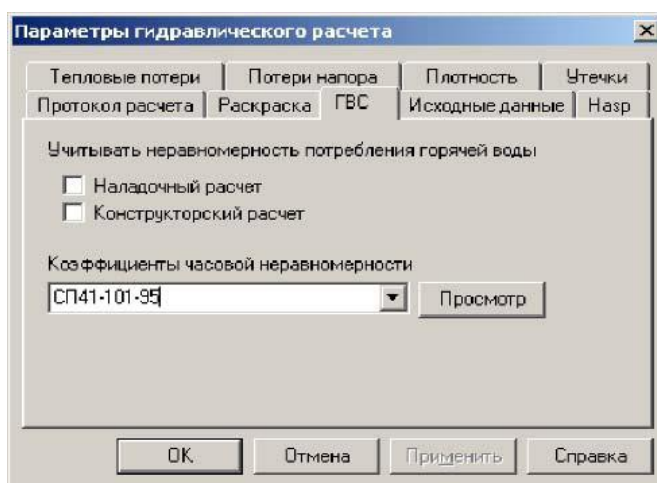 Параметры гидравлического расчета
Тепловые потери Потери напора Плотность Утечки
Протокол расчета Раскраска ГВС Исходные данные Hasp
Учитывать неравномерность потребления горячей воды
Наладочный расчет
Конструкторский расчет
Коэффициенты часовой неравномерности
СП41-101-95 Просмотр
OK Отмена Применить Справка